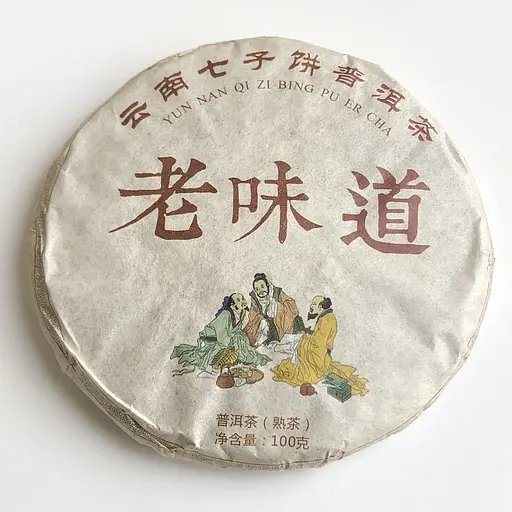 云南七子饼普洱茶
YUN NAN QI ZI BING PU ER CHA
老味道
普洱茶（熟茶）
净含量：100克